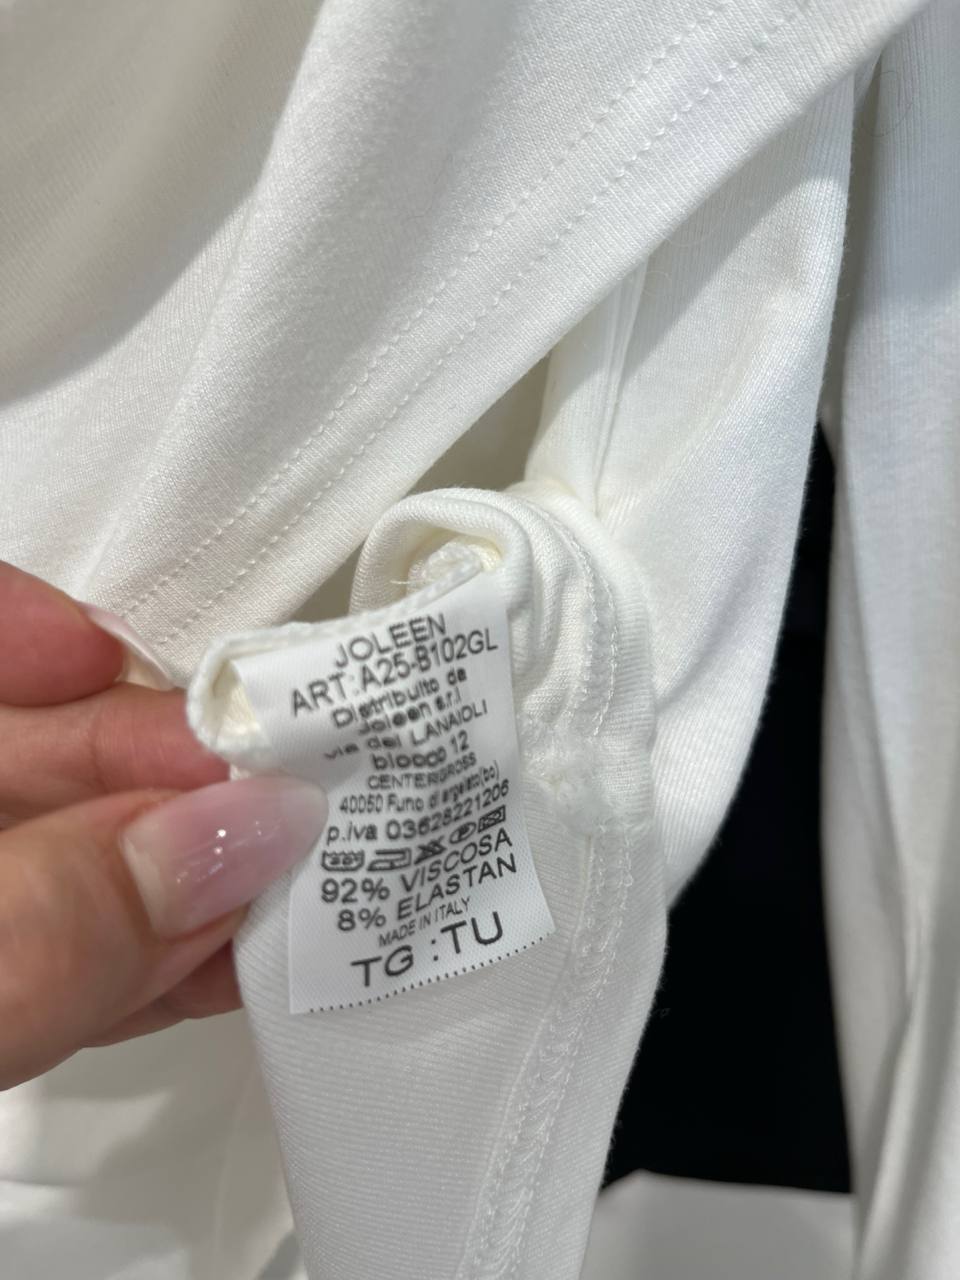 JOLEEN
ART:A25-B102GL
Distribuito da
Joleen s.r.l
via dei LANAIOLI
blocco 12
CENTERGROSS
40050 Funo di argelato(bo)
p.iva 03628221206
92% VISCOSA
8% ELASTAN
MADE IN ITALY
TG :TU